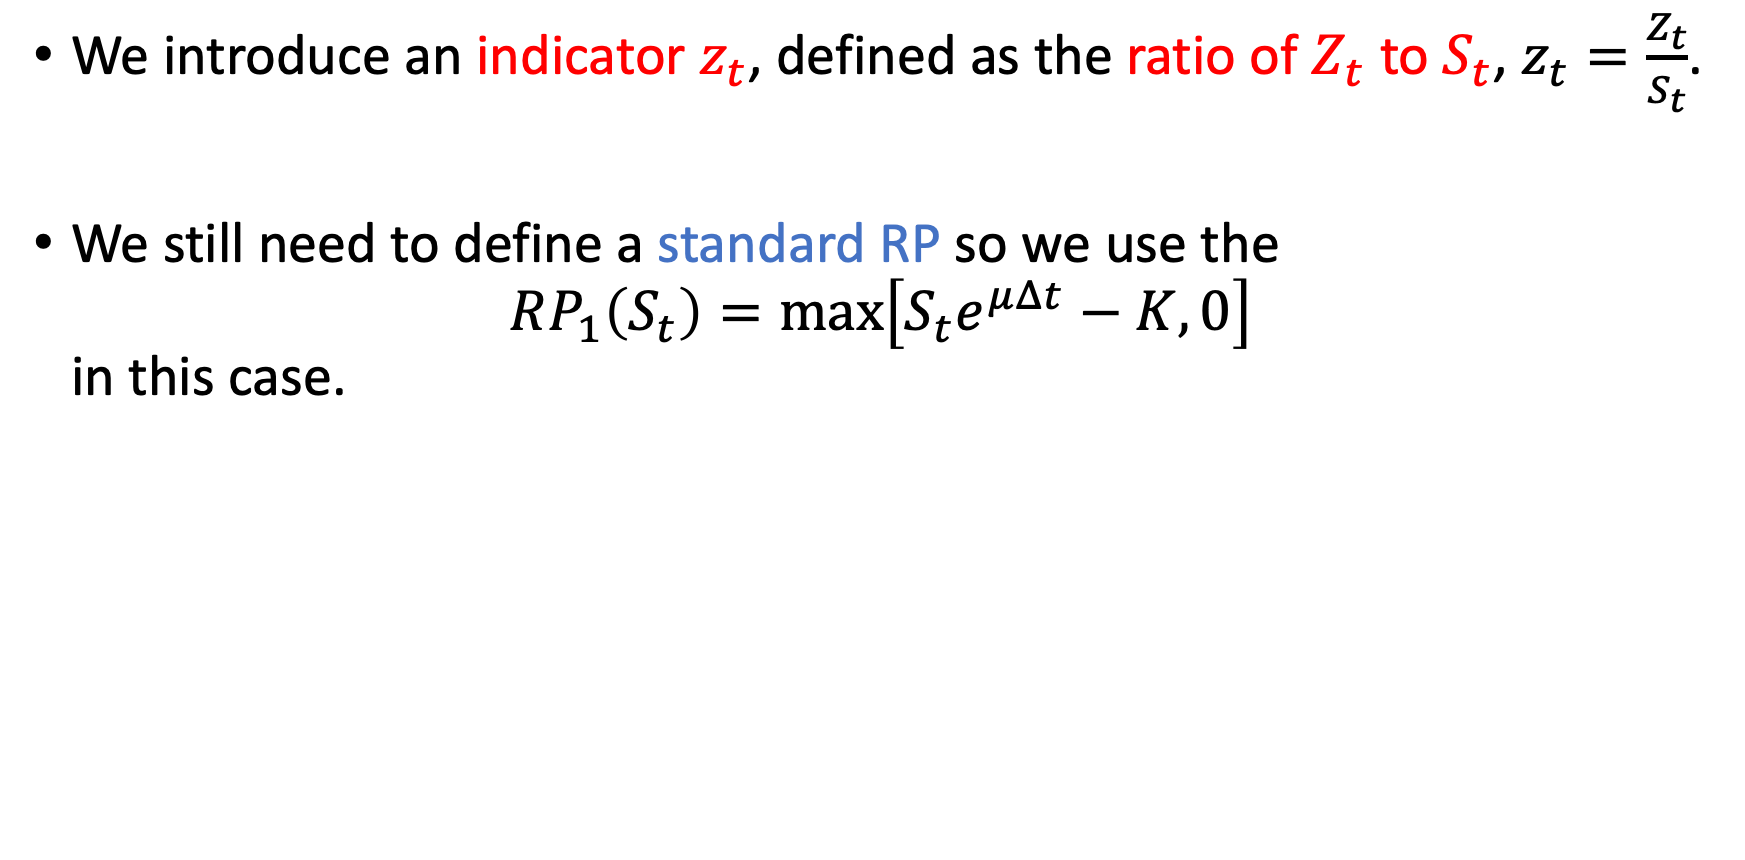 • We introduce an indicator z_t, defined as the ratio of Z_t to S_t, z_t = Z_t/S_t.
• We still need to define a standard RP so we use the
RP_1(S_t) = max[S_t e^{μΔt} − K, 0]
in this case.